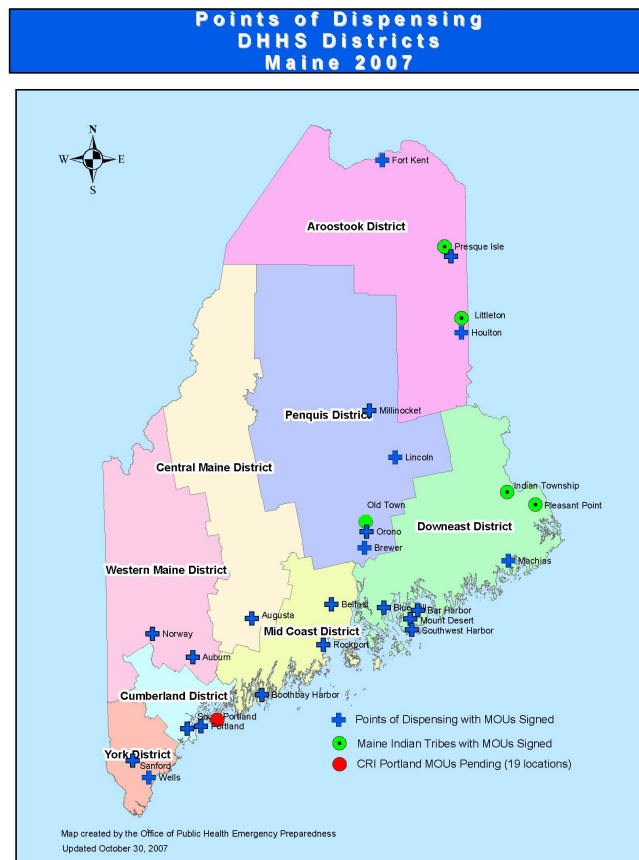 Points of Dispensing
DHHS Districts
Maine 2007
N
W
E
S
Fort Kent
Aroostook District
Presque Isle
Littleton
Houlton
Millinocket
Penquis District
Lincoln
Central Maine District
Indian Township
Pleasant Point
Old Town
Downeast District
Orono
Brewer
Machias
Western Maine District
Belfast
Bar Harbor
Augusta
Mount Desert
Mid Coast District
Southwest Harbor
Norway
Rockport
Auburn
Cumberland District
Boothbay Harbor
Portland
Portland
York District
Sanford
Wells
Points of Dispensing with MOUs Signed
Maine Indian Tribes with MOUs Signed
CRI Portland MOUs Pending (19 locations)
Map created by the Office of Public Health Emergency Preparedness
Updated October 30, 2007